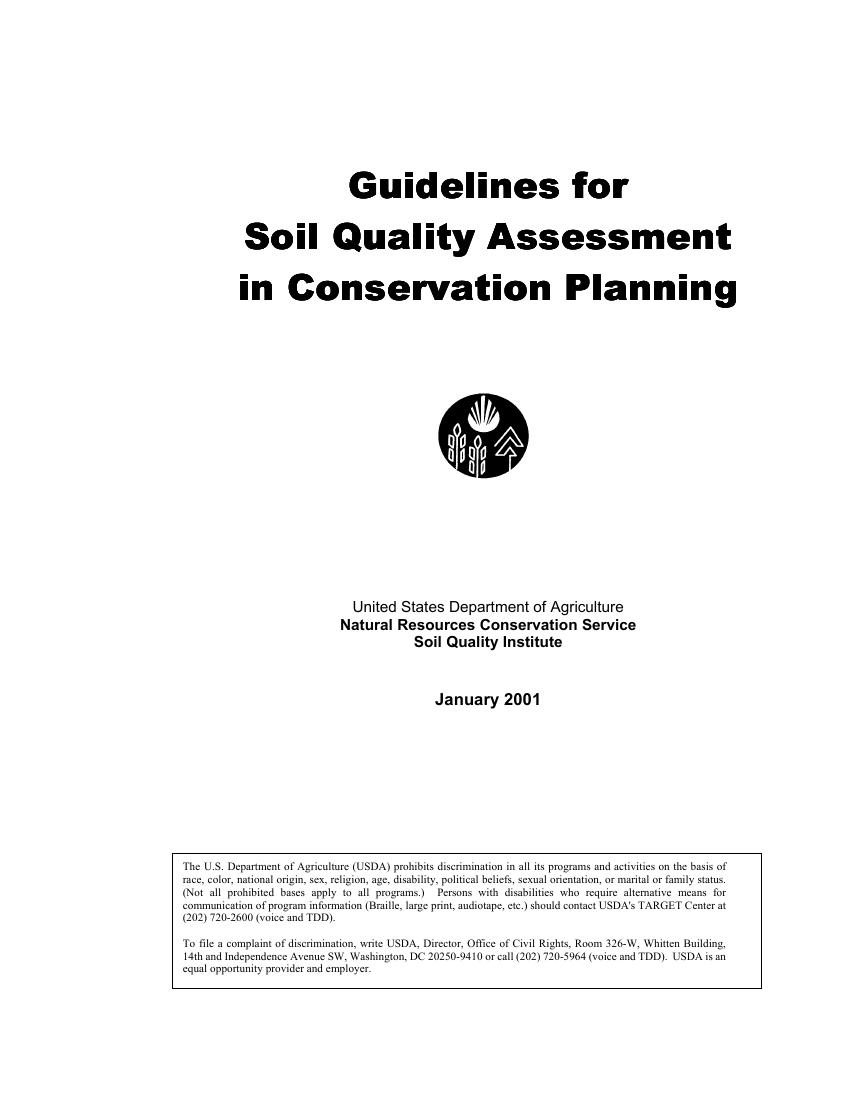 Guidelines for
Soil Quality Assessment
in Conservation Planning
United States Department of Agriculture
Natural Resources Conservation Service
Soil Quality Institute
January 2001
The U.S. Department of Agriculture (USDA) prohibits discrimination in all its programs and activities on the basis of
race, color, national origin, sex, religion, age, disability, political beliefs, sexual orientation, or marital or family status.
(Not all prohibited bases apply to all programs.)  Persons with disabilities who require alternative means for
communication of program information (Braille, large print, audiotape, etc.) should contact USDA's TARGET Center at
(202) 720-2600 (voice and TDD).
To file a complaint of discrimination, write USDA, Director, Office of Civil Rights, Room 326-W, Whitten Building,
14th and Independence Avenue SW, Washington, DC 20250-9410 or call (202) 720-5964 (voice and TDD).  USDA is an
equal opportunity provider and employer.